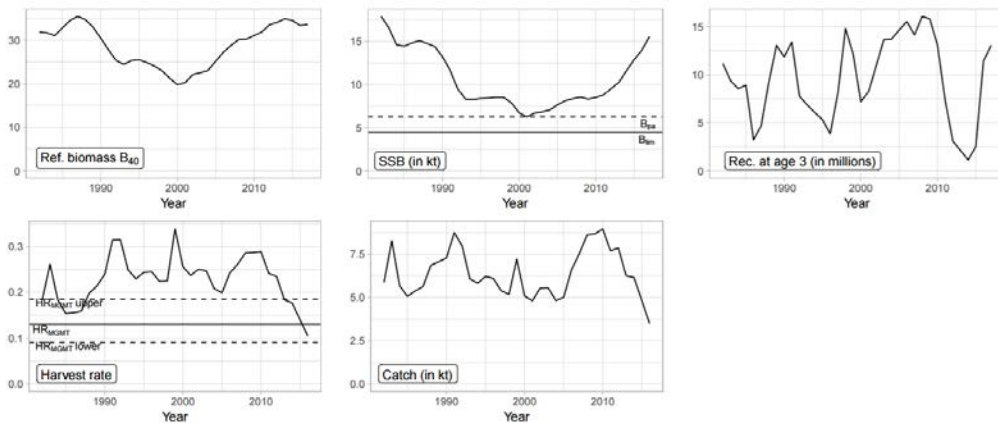 30
20
10
0
Ref. biomass B40
1990
2000
2010
Year
15
10
5
0
Bpa
Blim
SSB (in kt)
1990
2000
2010
Year
15
10
5
0
Rec. at age 3 (in millions)
1990
2000
2010
Year
0.3
0.2
0.1
0.0
HRMGMT upper
HRMGMT
HRMGMT lower
Harvest rate
1990
2000
2010
Year
7.5
5.0
2.5
0.0
Catch (in kt)
1990
2000
2010
Year